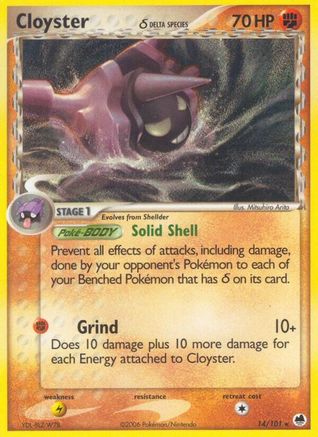 Cloyster δ DELTA SPECIES 70 HP
Illus. Mitsuhiro Arita
STAGE 1
Evolves from Shellder
Poké-BODY Solid Shell
Prevent all effects of attacks, including damage,
done by your opponent's Pokémon to each of
your Benched Pokémon that has δ on its card.
Grind 10+
Does 10 damage plus 10 more damage
for each Energy attached to Cloyster.
weakness resistance retreat cost
©2006 Pokémon/Nintendo 14/101